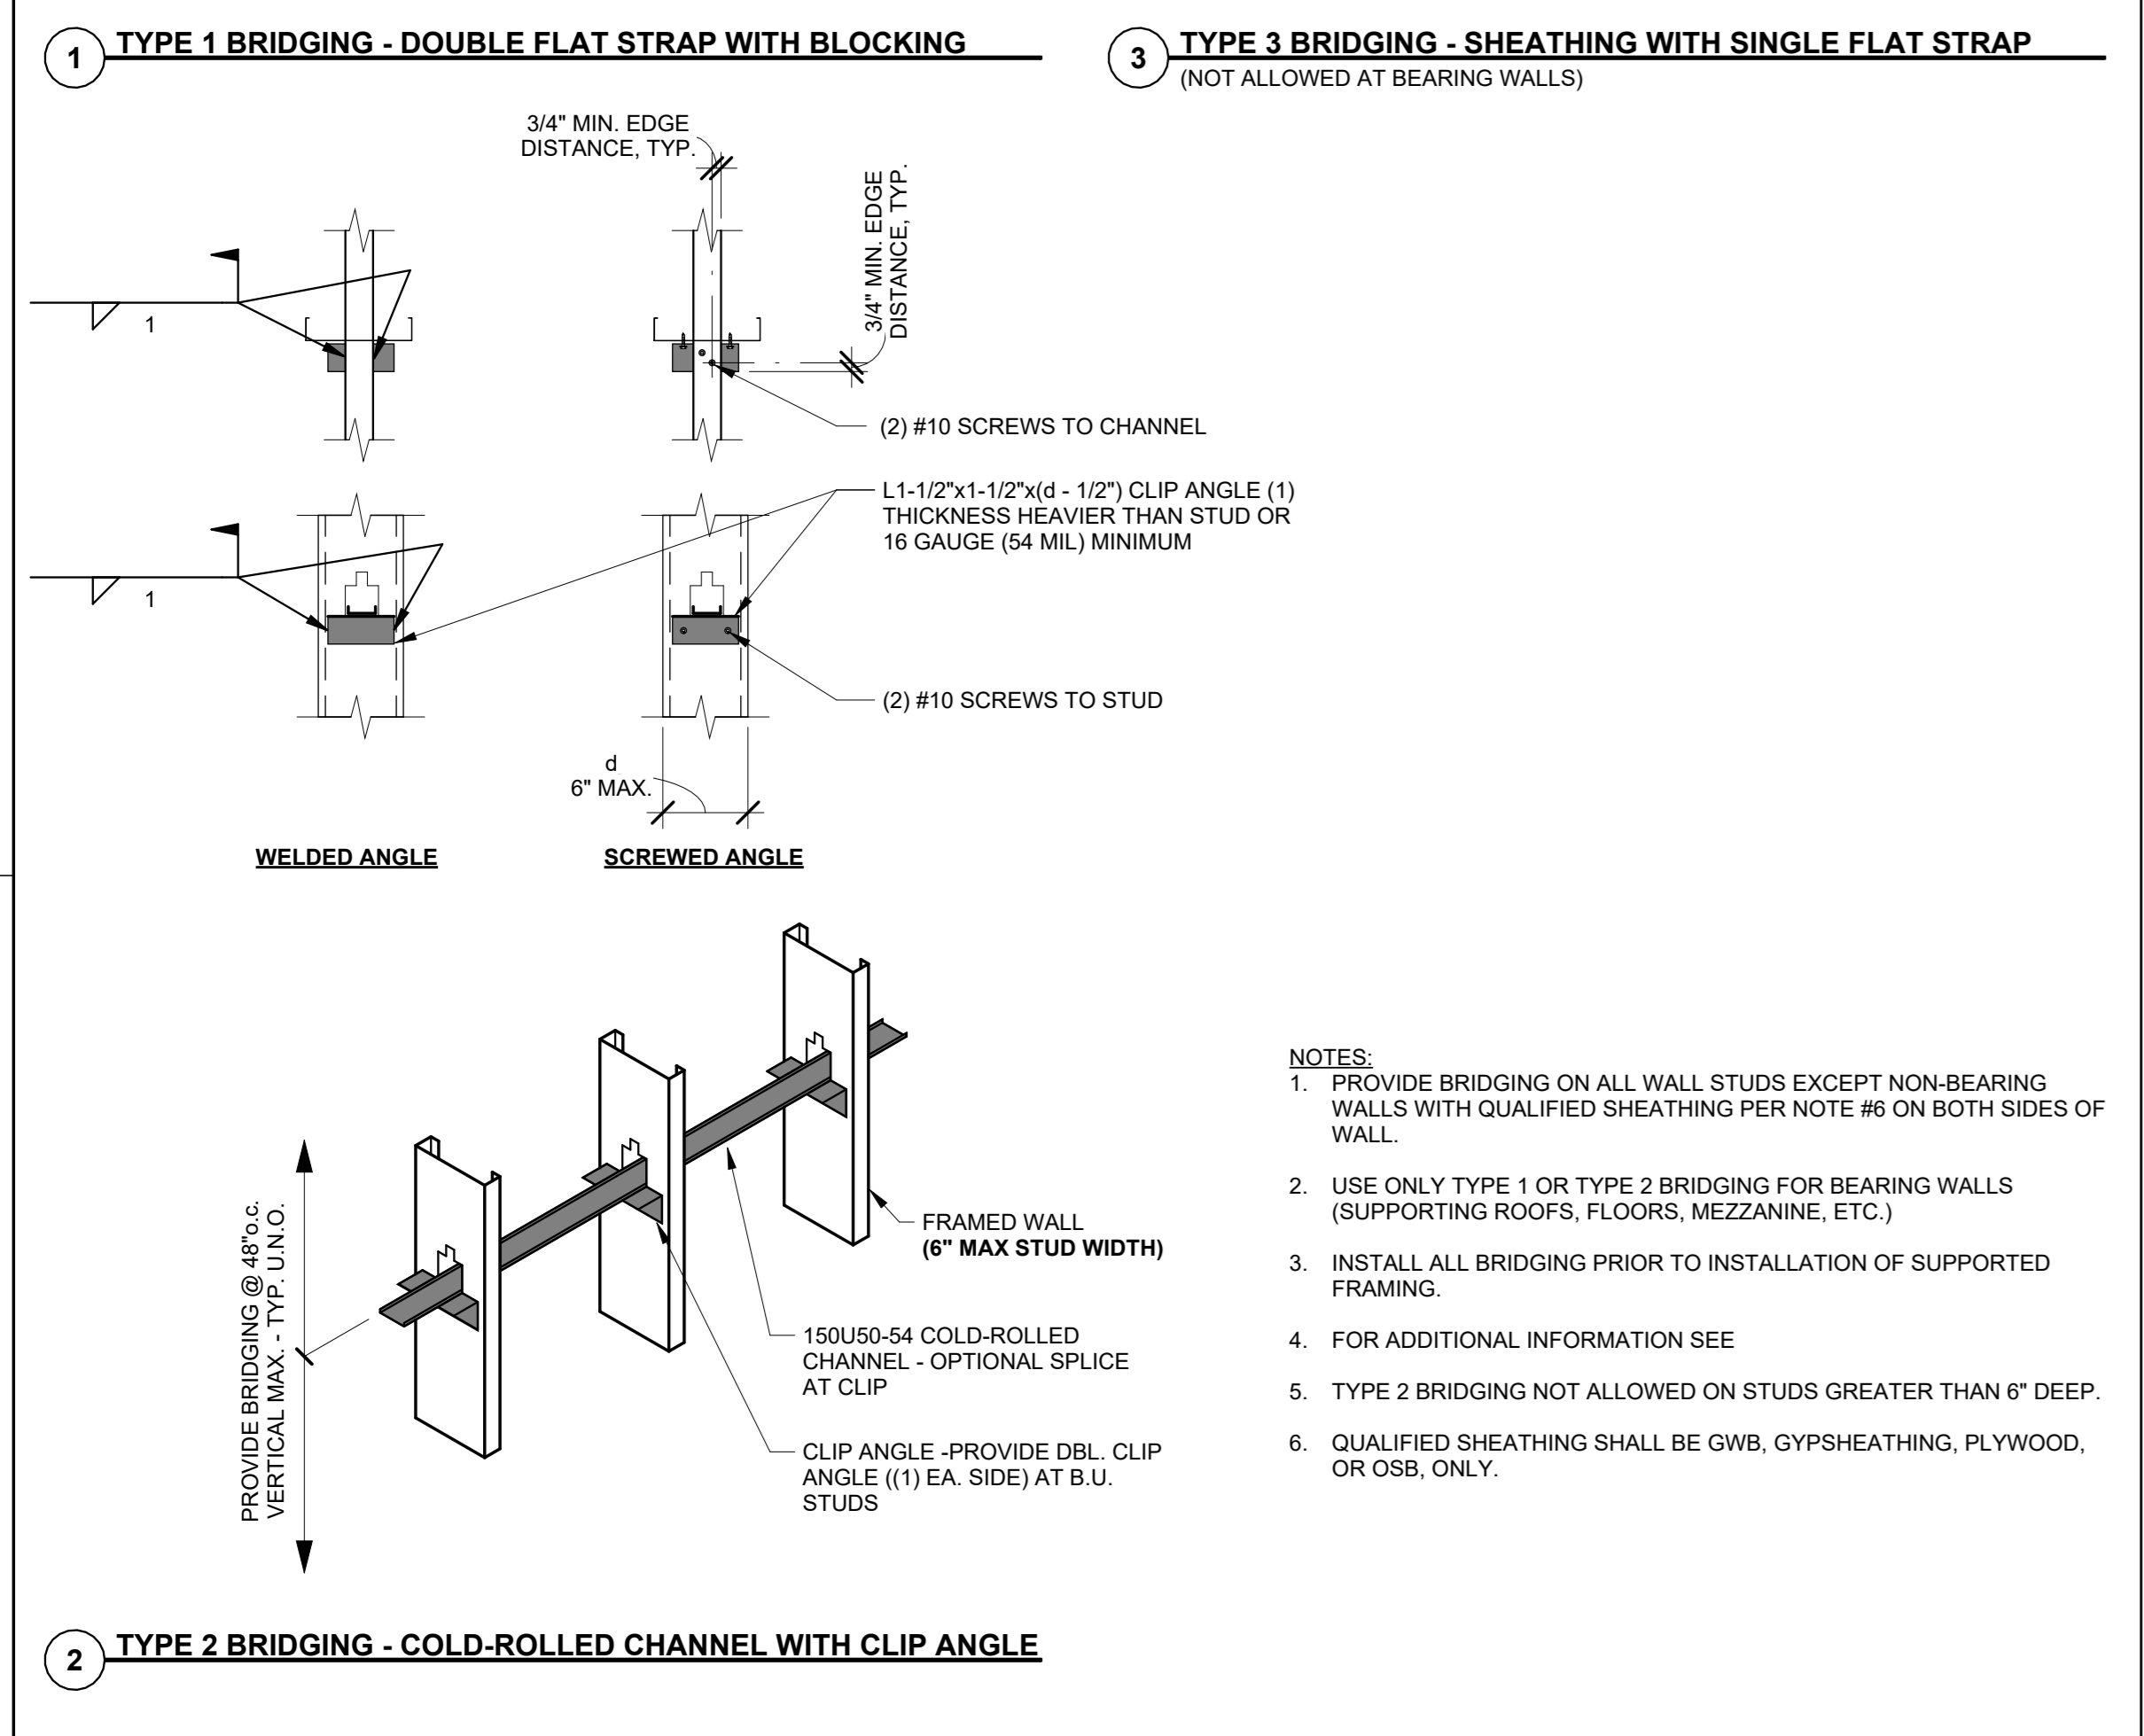 1
TYPE 1 BRIDGING - DOUBLE FLAT STRAP WITH BLOCKING
3
TYPE 3 BRIDGING - SHEATHING WITH SINGLE FLAT STRAP
(NOT ALLOWED AT BEARING WALLS)
3/4" MIN. EDGE
DISTANCE, TYP.
3/4" MIN. EDGE
DISTANCE, TYP.
1
(2) #10 SCREWS TO CHANNEL
L1-1/2"x1-1/2"x(d - 1/2") CLIP ANGLE (1)
THICKNESS HEAVIER THAN STUD OR
16 GAUGE (54 MIL) MINIMUM
1
(2) #10 SCREWS TO STUD
d
6" MAX.
WELDED ANGLE
SCREWED ANGLE
PROVIDE BRIDGING @ 48"o.c.
VERTICAL MAX. - TYP. U.N.O.
FRAMED WALL
(6" MAX STUD WIDTH)
150U50-54 COLD-ROLLED
CHANNEL - OPTIONAL SPLICE
AT CLIP
CLIP ANGLE -PROVIDE DBL. CLIP
ANGLE ((1) EA. SIDE) AT B.U.
STUDS
NOTES:
1. PROVIDE BRIDGING ON ALL WALL STUDS EXCEPT NON-BEARING
WALLS WITH QUALIFIED SHEATHING PER NOTE #6 ON BOTH SIDES OF
WALL.
2. USE ONLY TYPE 1 OR TYPE 2 BRIDGING FOR BEARING WALLS
(SUPPORTING ROOFS, FLOORS, MEZZANINE, ETC.)
3. INSTALL ALL BRIDGING PRIOR TO INSTALLATION OF SUPPORTED
FRAMING.
4. FOR ADDITIONAL INFORMATION SEE
5. TYPE 2 BRIDGING NOT ALLOWED ON STUDS GREATER THAN 6" DEEP.
6. QUALIFIED SHEATHING SHALL BE GWB, GYPSHEATHING, PLYWOOD,
OR OSB, ONLY.
2
TYPE 2 BRIDGING - COLD-ROLLED CHANNEL WITH CLIP ANGLE